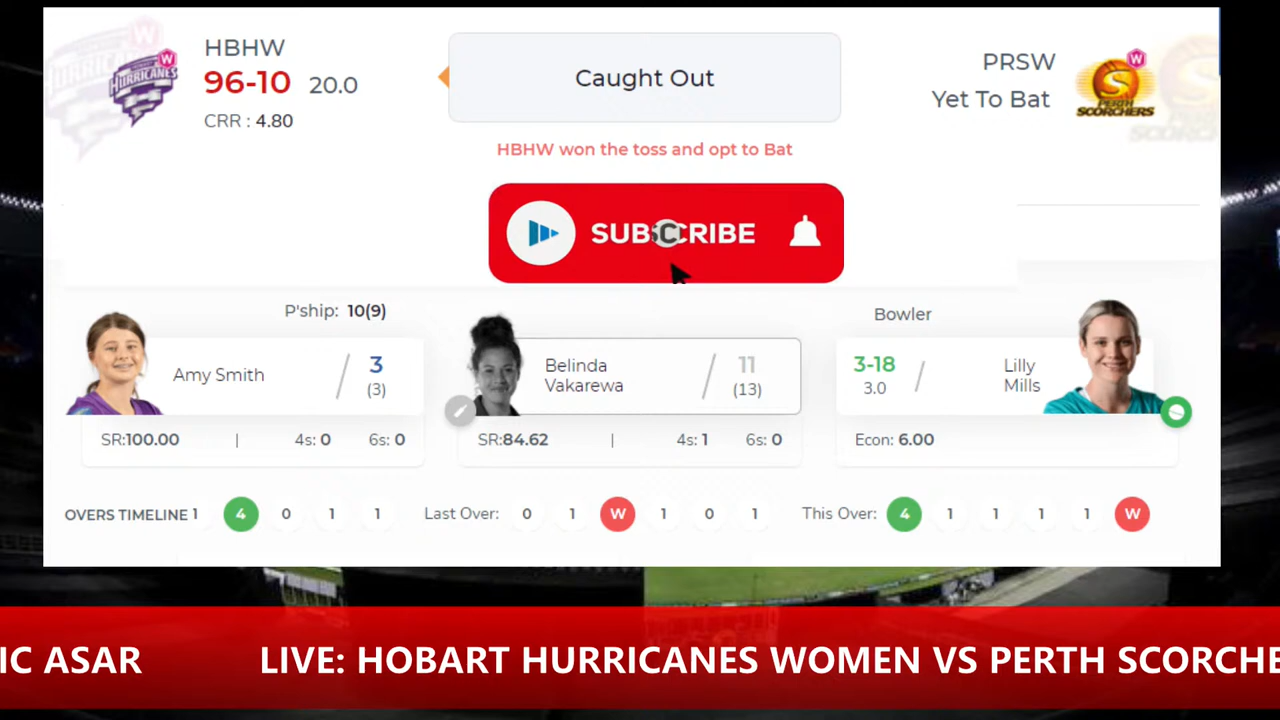 HBHW
96-10 20.0
CRR : 4.80
Caught Out
HBHW won the toss and opt to Bat
PRSW
Yet To Bat
HURRICANES
W
PERTH
SCORCHERS
W
SUBSCRIBE
P'ship: 10(9)
Bowler
Amy Smith
3
(3)
Belinda
Vakarewa
11
(13)
3-18
3.0
Lilly
Mills
SR:100.00 | 4s: 0 6s: 0
SR:84.62 | 4s: 1 6s: 0
Econ: 6.00
OVERS TIMELINE 1 4 0 1 1 Last Over: 0 1 W 1 0 1 This Over: 4 1 1 1 1 W
IC ASAR LIVE: HOBART HURRICANES WOMEN VS PERTH SCORCHE